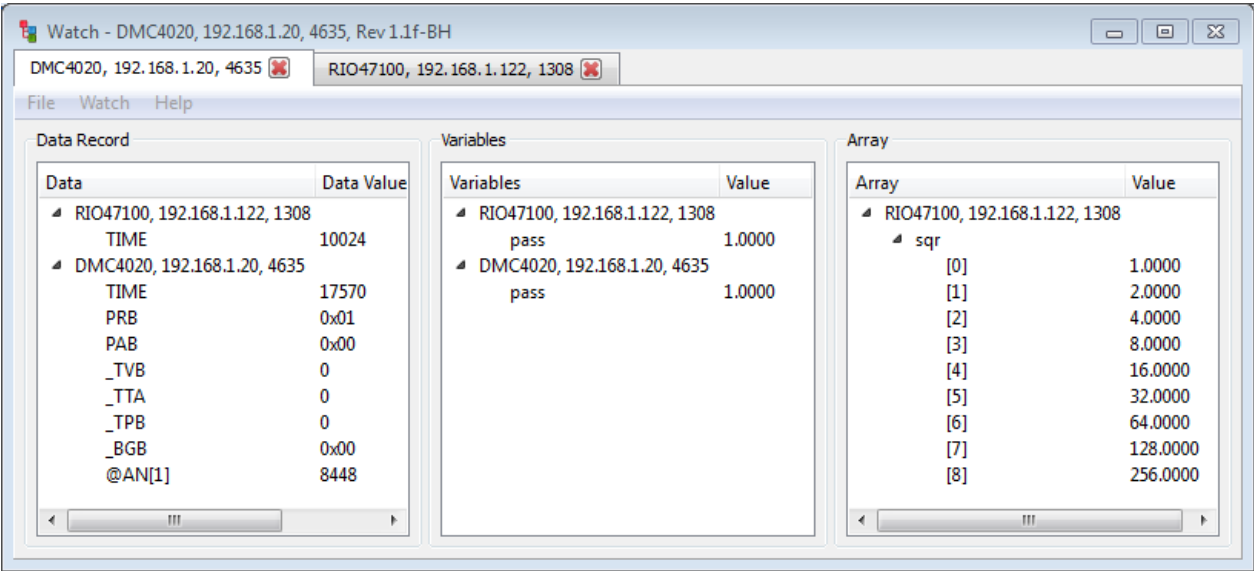 Watch - DMC4020, 192.168.1.20, 4635, Rev 1.1f-BH
DMC4020, 192.168.1.20, 4635 RIO47100, 192.168.1.122, 1308
File Watch Help
Data Record
Data Data Value
RIO47100, 192.168.1.122, 1308
TIME 10024
DMC4020, 192.168.1.20, 4635
TIME 17570
PRB 0x01
PAB 0x00
_TVB 0
_TTA 0
_TPB 0
_BGB 0x00
@AN[1] 8448
Variables
Variables Value
RIO47100, 192.168.1.122, 1308
pass 1.0000
DMC4020, 192.168.1.20, 4635
pass 1.0000
Array
Array Value
RIO47100, 192.168.1.122, 1308
sqr
[0] 1.0000
[1] 2.0000
[2] 4.0000
[3] 8.0000
[4] 16.0000
[5] 32.0000
[6] 64.0000
[7] 128.0000
[8] 256.0000